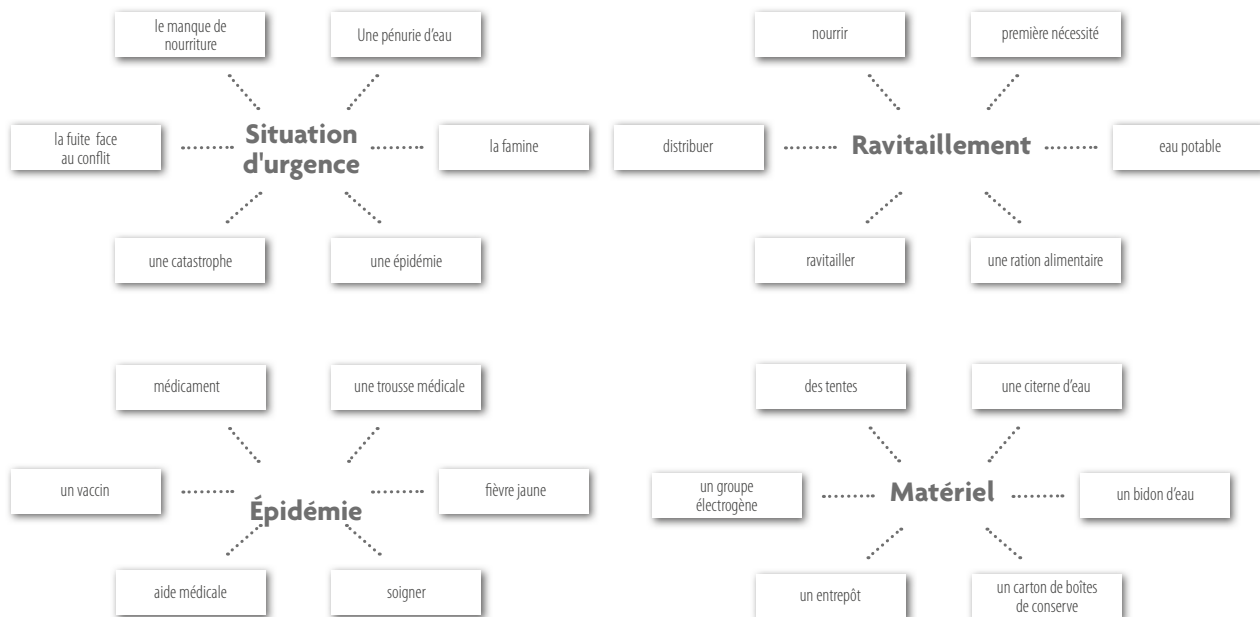 le manque de
nourriture
Une pénurie d'eau
la fuite face
au conflit
Situation
d'urgence
la famine
une catastrophe
une épidémie
nourrir
première nécessité
distribuer
Ravitaillement
eau potable
ravitailler
une ration alimentaire
médicament
une trousse médicale
un vaccin
Épidémie
fièvre jaune
aide médicale
soigner
des tentes
une citerne d'eau
un groupe
électrogène
Matériel
un bidon d'eau
un entrepôt
un carton de boîtes
de conserve